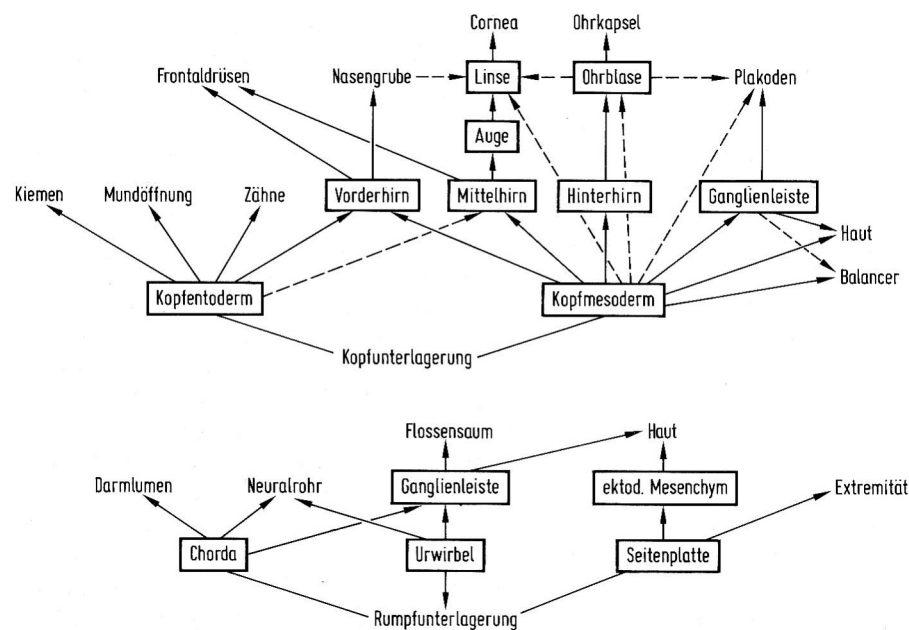 Cornea Ohrkapsel
Frontaldrüsen Nasengrube Linse Ohrblase Plakoden
Auge
Kiemen Mundöffnung Zähne Vorderhirn Mittelhirn Hinterhirn Ganglienleiste
Haut
Kopfentoderm Kopfmesoderm Balancer
Kopfunterlagerung
Flossensaum Haut
Darmlumen Neuralrohr Ganglienleiste ektod. Mesenchym Extremität
Chorda Urwirbel Seitenplatte
Rumpfunterlagerung